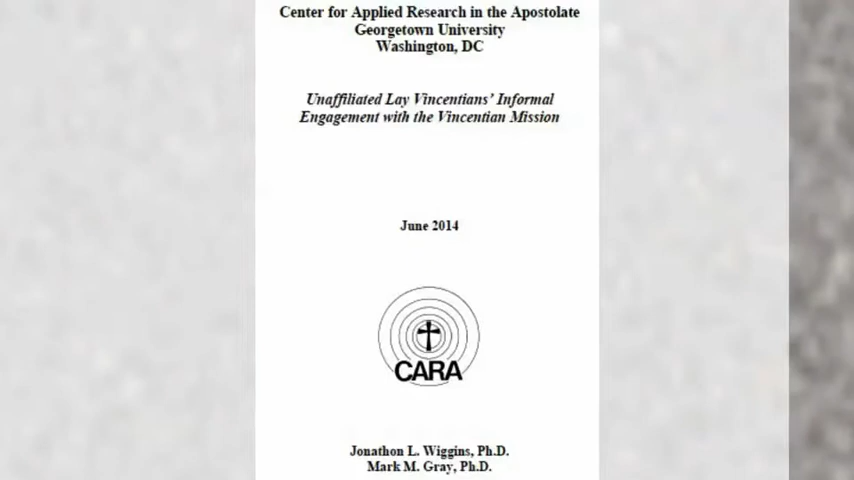 Center for Applied Research in the Apostolate
Georgetown University
Washington, DC
Unaffiliated Lay Vincentians' Informal
Engagement with the Vincentian Mission
June 2014
CARA
Jonathon L. Wiggins, Ph.D.
Mark M. Gray, Ph.D.